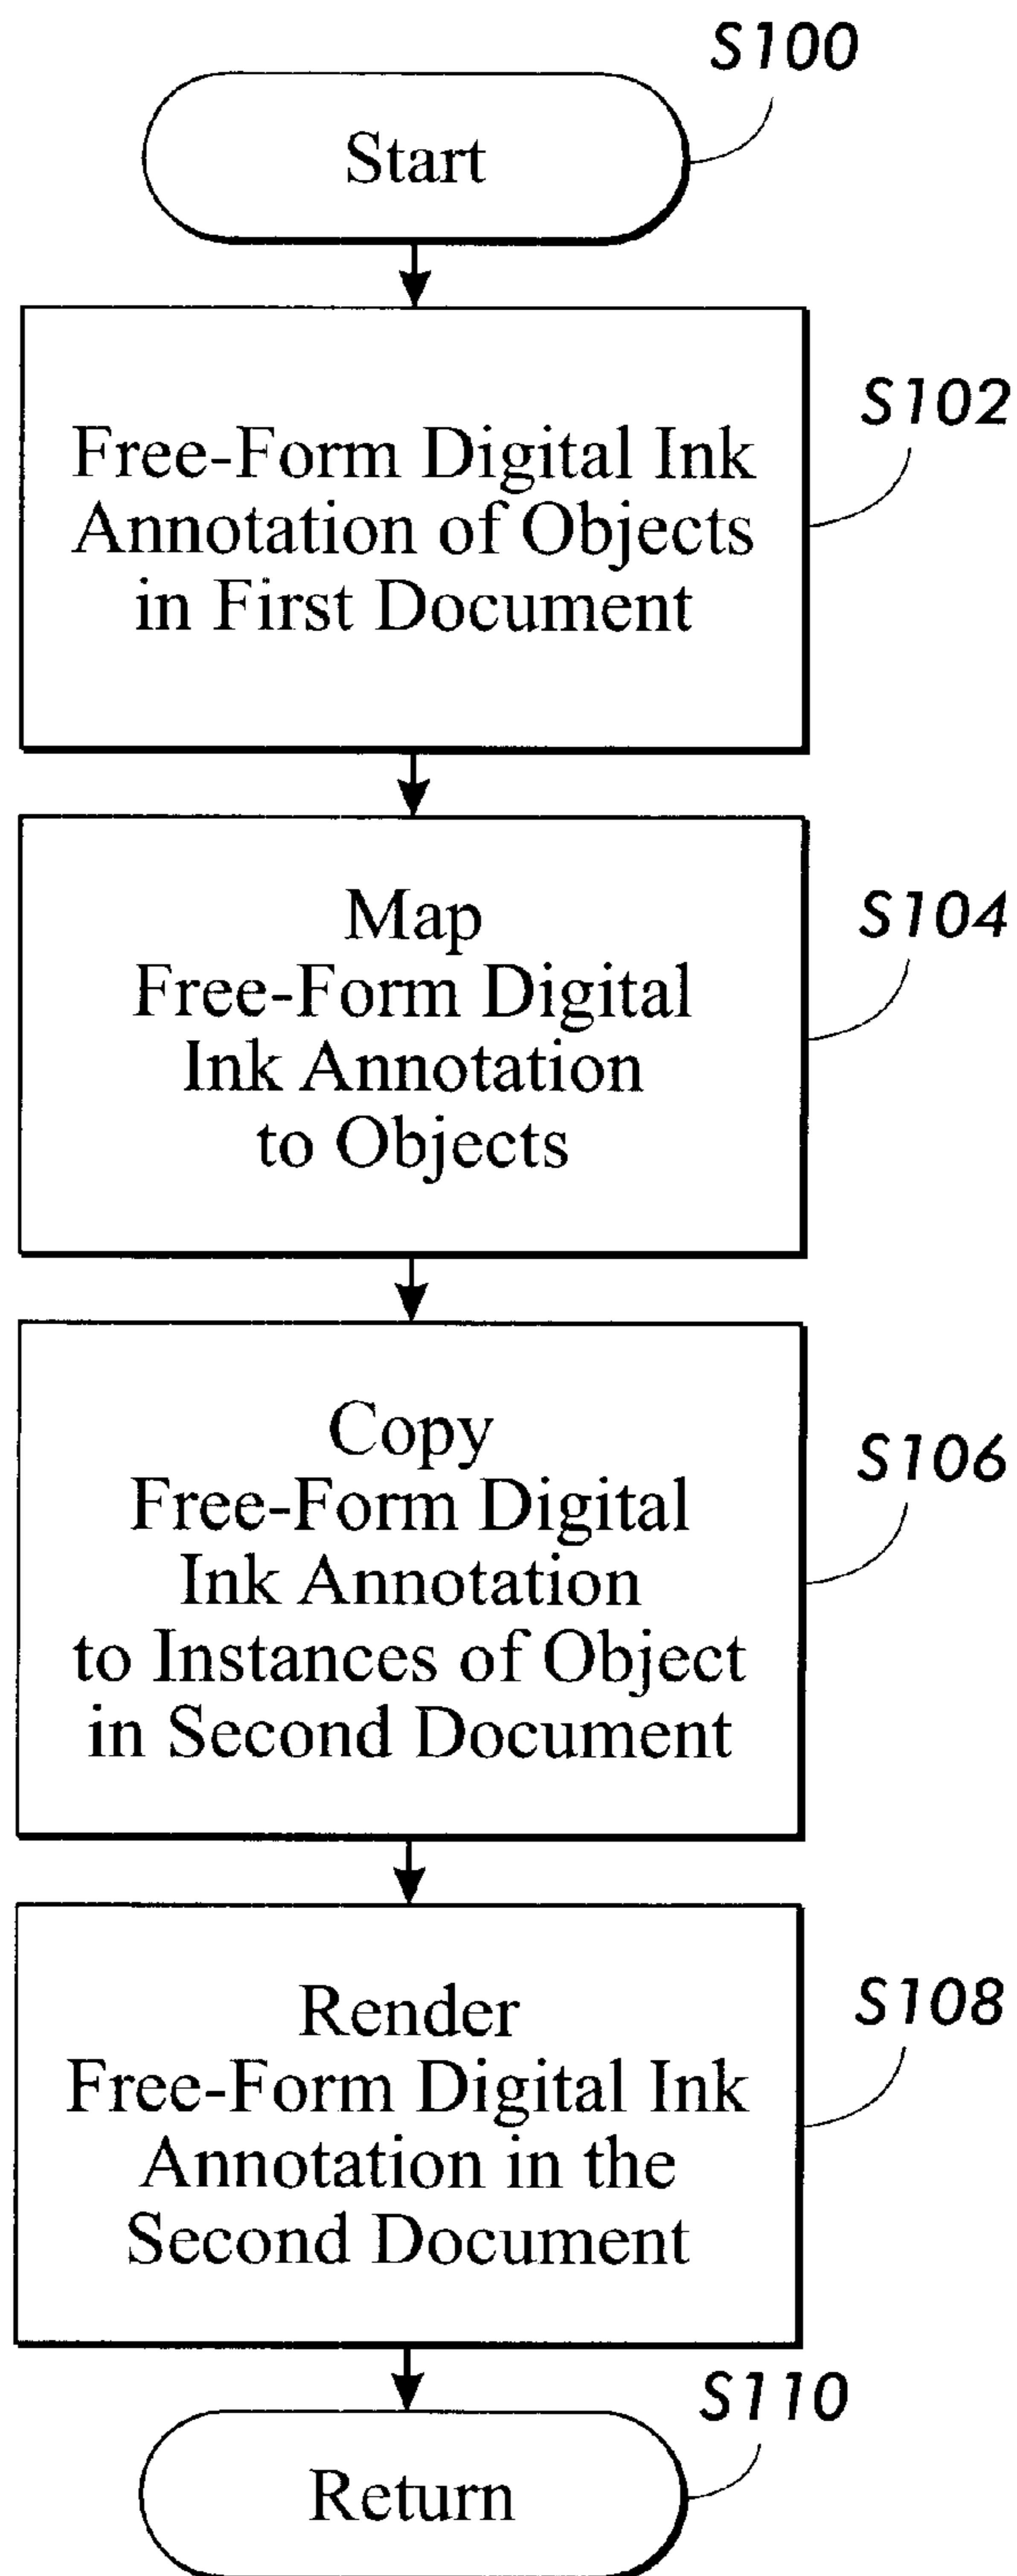 S100
Start
S102
Free-Form Digital Ink
Annotation of Objects
in First Document
S104
Map
Free-Form Digital
Ink Annotation
to Objects
S106
Copy
Free-Form Digital
Ink Annotation
to Instances of Object
in Second Document
S108
Render
Free-Form Digital Ink
Annotation in the
Second Document
S110
Return